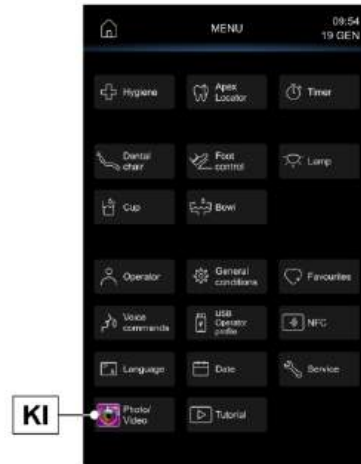 MENU
09:54
19 GEN
Hygiene
Apex
Locator
Timer
Dental
chair
Foot
control
Lamp
Cup
Bowl
Operator
General
conditions
Favourites
Voice
commands
USB
Operator
profile
NFC
Language
Date
Service
KI
Photo/
Video
Tutorial